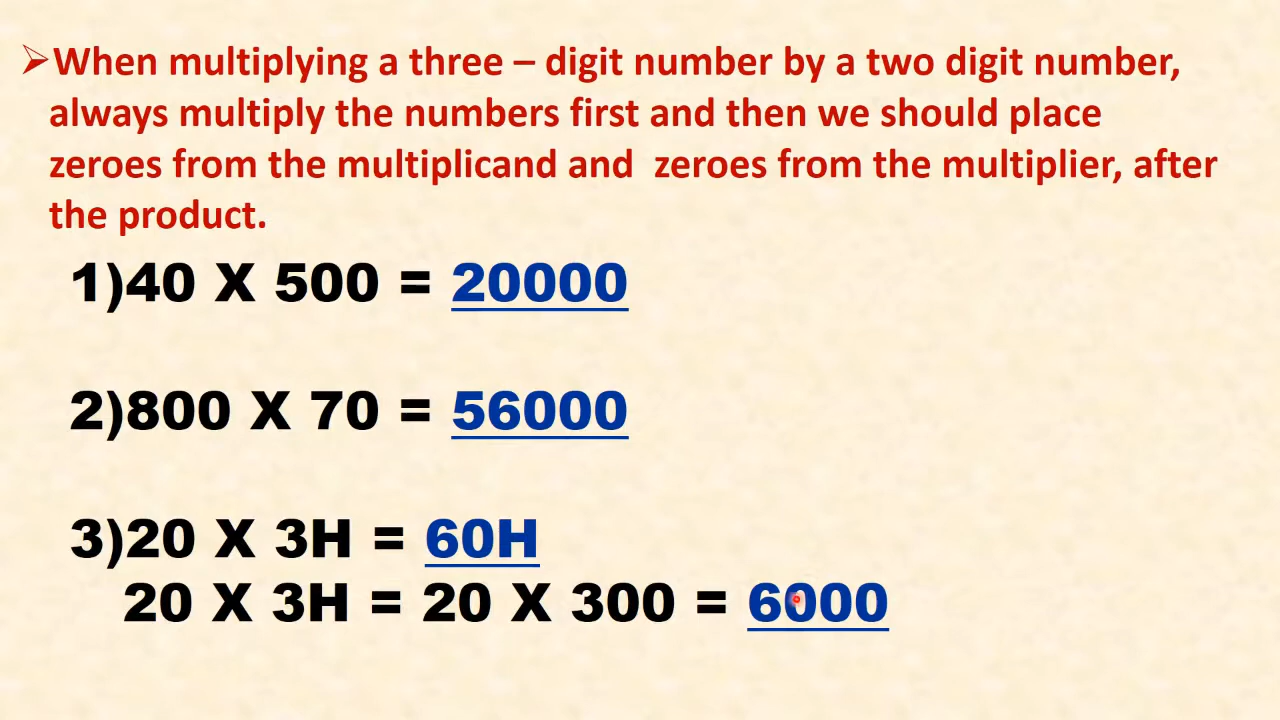 When multiplying a three – digit number by a two digit number,
always multiply the numbers first and then we should place
zeroes from the multiplicand and  zeroes from the multiplier, after
the product.
1)40 X 500 = 20000
2)800 X 70 = 56000
3)20 X 3H = 60H
20 X 3H = 20 X 300 = 6000